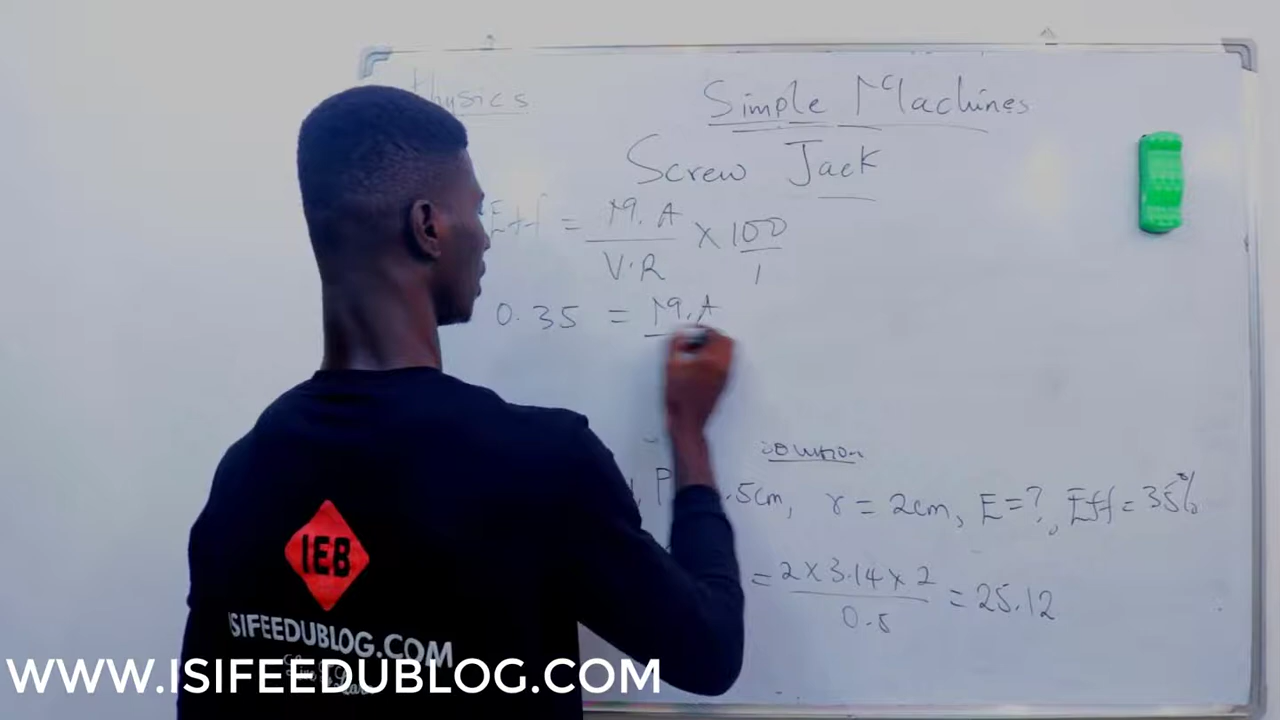 Physics
Simple Machines
Screw Jack
Eff = M.A / V.R × 100 / 1
0.35 = M.A
Solution
P .5cm, r = 2cm, E = ?, Eff = 35%
= 2 × 3.14 × 2 / 0.5 = 25.12
IEB
ISIFEEDUBLOG.COM
WWW.ISIFEEDUBLOG.COM